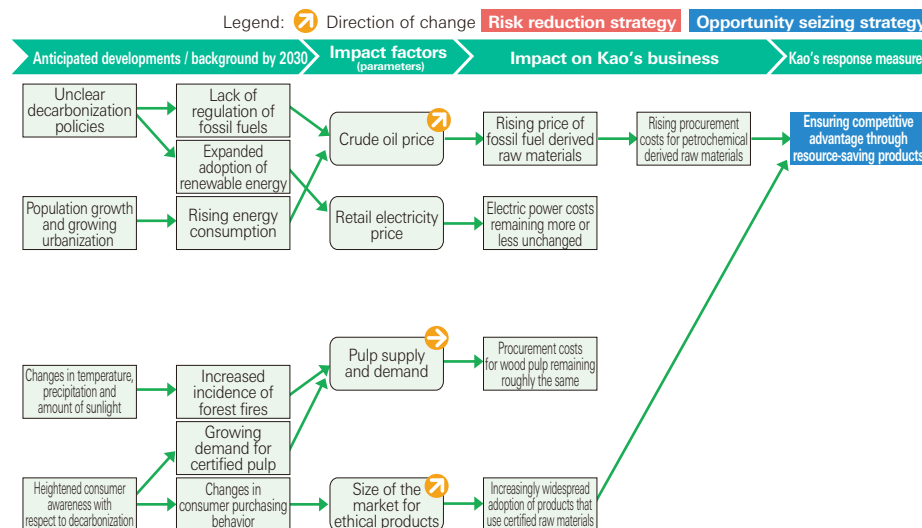 Legend: Direction of change Risk reduction strategy Opportunity seizing strategy
Anticipated developments / background by 2030
Impact factors
(parameters)
Impact on Kao's business
Kao's response measure
Unclear
decarbonization
policies
Lack of
regulation of
fossil fuels
Crude oil price
Rising price of
fossil fuel derived
raw materials
Rising procurement
costs for petrochemical
derived raw materials
Ensuring competitive
advantage through
resource-saving products
Expanded
adoption of
renewable energy
Population growth
and growing
urbanization
Rising energy
consumption
Retail electricity
price
Electric power costs
remaining more or
less unchanged
Changes in temperature,
precipitation and
amount of sunlight
Increased
incidence of
forest fires
Pulp supply
and demand
Procurement costs
for wood pulp remaining
roughly the same
Growing
demand for
certified pulp
Heightened consumer
awareness with
respect to decarbonization
Changes in
consumer purchasing
behavior
Size of the
market for
ethical products
Increasingly widespread
adoption of products that
use certified raw materials